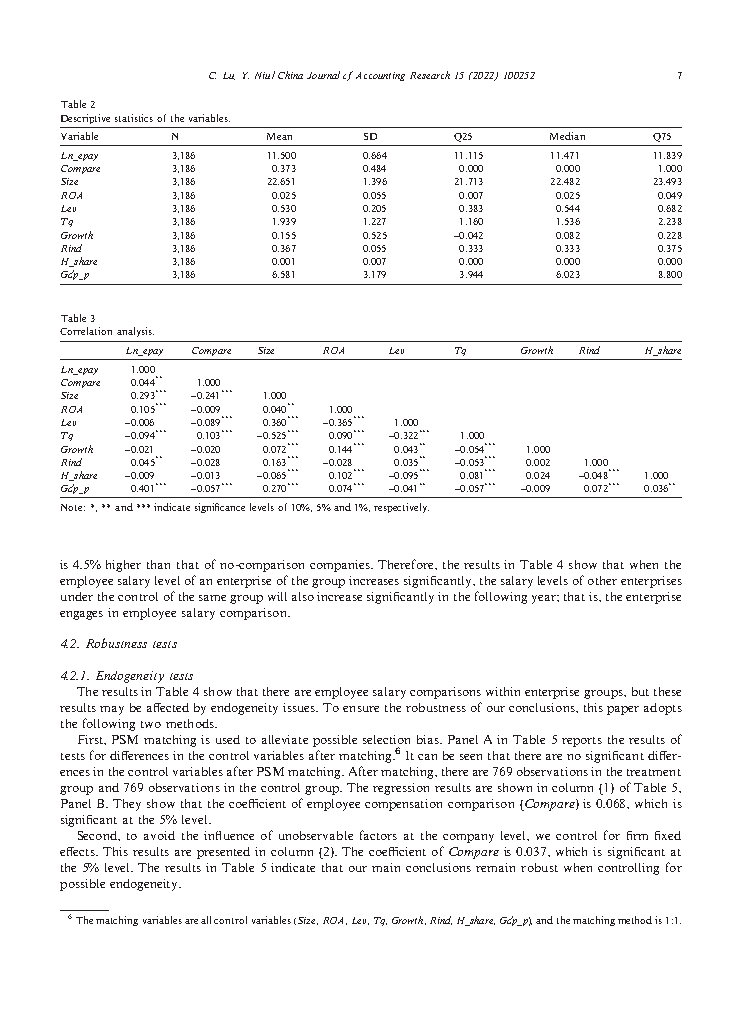 C. Lu, Y. Niu / China Journal of Accounting Research 15 (2022) 100252 7
Table 2
Descriptive statistics of the variables.
Variable N Mean SD Q25 Median Q75
Ln_epay 3,186 11.500 0.664 11.115 11.471 11.839
Compare 3,186 0.373 0.484 0.000 0.000 1.000
Size 3,186 22.651 1.396 21.713 22.482 23.493
ROA 3,186 0.025 0.055 0.007 0.025 0.049
Lev 3,186 0.530 0.205 0.383 0.544 0.682
Tq 3,186 1.939 1.227 1.160 1.536 2.238
Growth 3,186 0.155 0.525 −0.042 0.082 0.228
Rind 3,186 0.367 0.055 0.333 0.333 0.375
H_share 3,186 0.001 0.007 0.000 0.000 0.000
Gdp_p 3,186 6.581 3.179 3.944 6.023 8.800
Table 3
Correlation analysis.
Ln_epay Compare Size ROA Lev Tq Growth Rind H_share
Ln_epay 1.000
Compare 0.044** 1.000
Size 0.293*** −0.241*** 1.000
ROA 0.105*** −0.009 0.040** 1.000
Lev −0.006 −0.089*** 0.360*** −0.365*** 1.000
Tq −0.094*** 0.103*** −0.525*** 0.090*** −0.322*** 1.000
Growth −0.021 −0.020 0.072*** 0.144*** 0.043** −0.054*** 1.000
Rind 0.045** −0.028 0.163*** −0.028 0.035** −0.053*** 0.002 1.000
H_share −0.009 −0.013 −0.065*** 0.102*** −0.095*** 0.081*** 0.024 −0.048*** 1.000
Gdp_p 0.401*** −0.057*** 0.270*** 0.074*** −0.041** −0.057*** −0.009 0.072*** 0.036**
Note: *, ** and *** indicate significance levels of 10%, 5% and 1%, respectively.
is 4.5% higher than that of no-comparison companies. Therefore, the results in Table 4 show that when the
employee salary level of an enterprise of the group increases significantly, the salary levels of other enterprises
under the control of the same group will also increase significantly in the following year; that is, the enterprise
engages in employee salary comparison.
4.2. Robustness tests
4.2.1. Endogeneity tests
The results in Table 4 show that there are employee salary comparisons within enterprise groups, but these
results may be affected by endogeneity issues. To ensure the robustness of our conclusions, this paper adopts
the following two methods.
First, PSM matching is used to alleviate possible selection bias. Panel A in Table 5 reports the results of
tests for differences in the control variables after matching.6 It can be seen that there are no significant differ-
ences in the control variables after PSM matching. After matching, there are 769 observations in the treatment
group and 769 observations in the control group. The regression results are shown in column (1) of Table 5,
Panel B. They show that the coefficient of employee compensation comparison (Compare) is 0.068, which is
significant at the 5% level.
Second, to avoid the influence of unobservable factors at the company level, we control for firm fixed
effects. This results are presented in column (2). The coefficient of Compare is 0.037, which is significant at
the 5% level. The results in Table 5 indicate that our main conclusions remain robust when controlling for
possible endogeneity.
6 The matching variables are all control variables (Size, ROA, Lev, Tq, Growth, Rind, H_share, Gdp_p), and the matching method is 1:1.